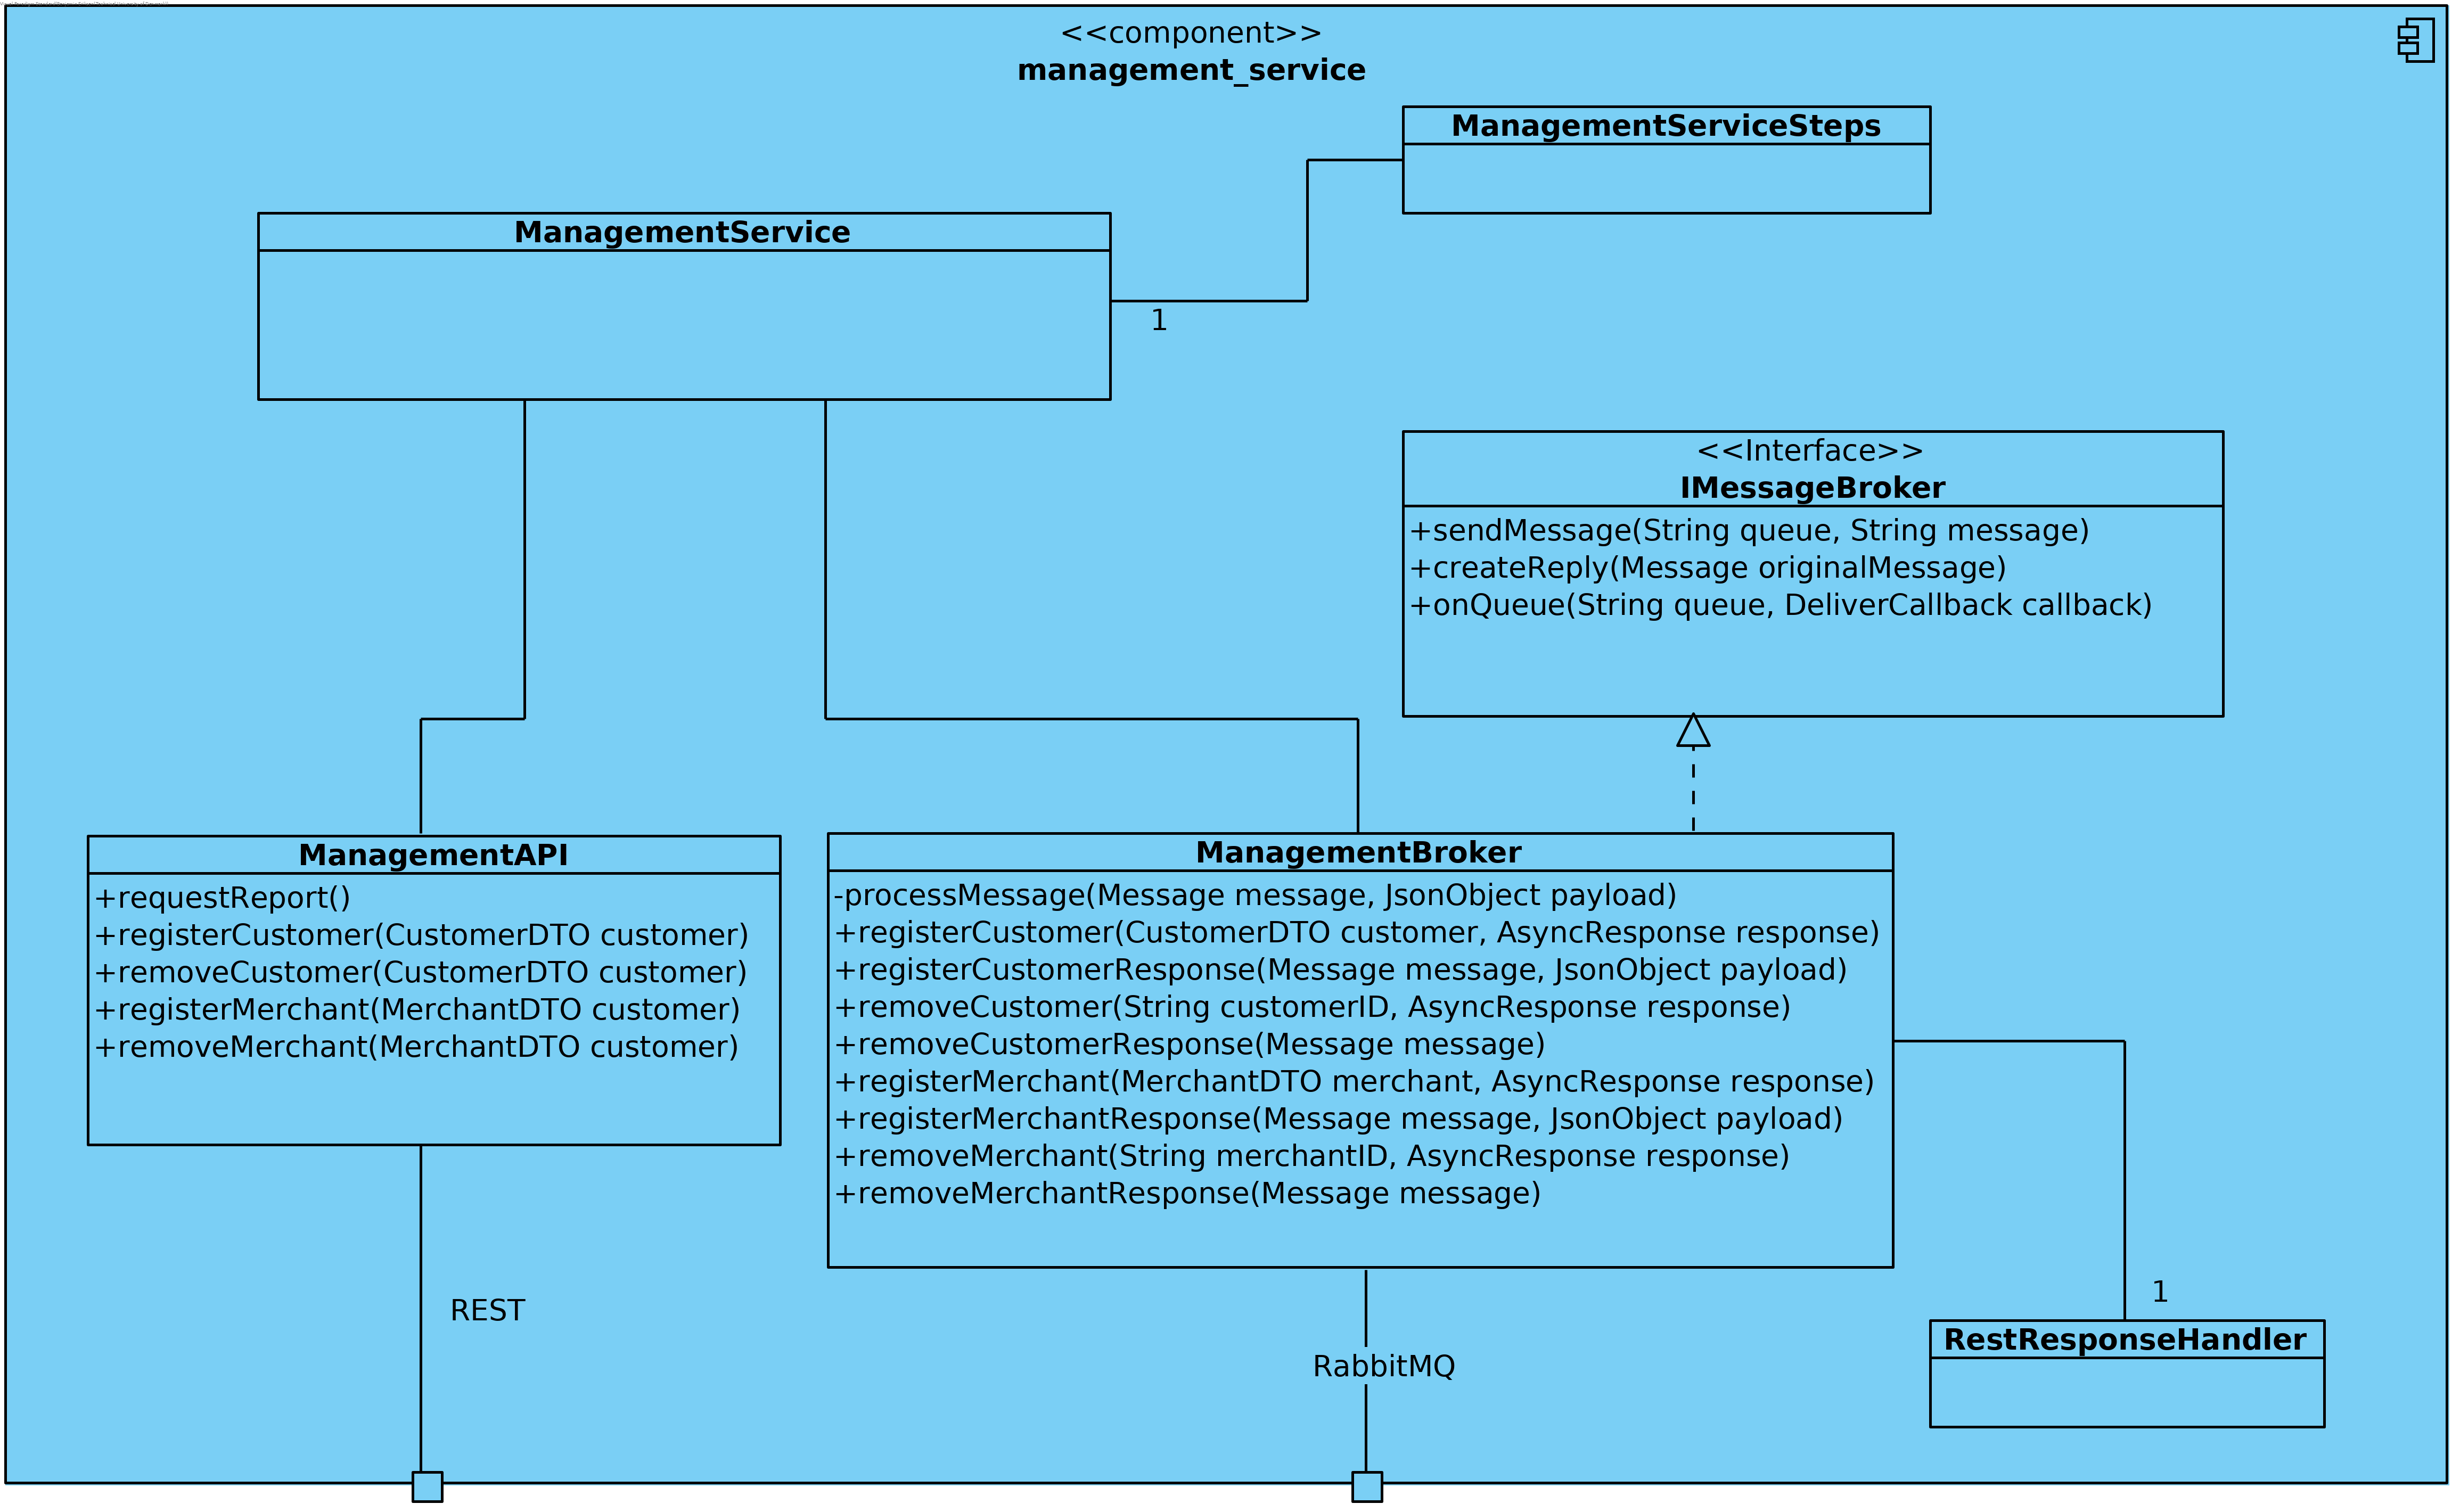 <<component>>
management_service
ManagementServiceSteps
ManagementService
1
<<Interface>>
IMessageBroker
+sendMessage(String queue, String message)
+createReply(Message originalMessage)
+onQueue(String queue, DeliverCallback callback)
ManagementAPI
+requestReport()
+registerCustomer(CustomerDTO customer)
+removeCustomer(CustomerDTO customer)
+registerMerchant(MerchantDTO customer)
+removeMerchant(MerchantDTO customer)
ManagementBroker
-processMessage(Message message, JsonObject payload)
+registerCustomer(CustomerDTO customer, AsyncResponse response)
+registerCustomerResponse(Message message, JsonObject payload)
+removeCustomer(String customerID, AsyncResponse response)
+removeCustomerResponse(Message message)
+registerMerchant(MerchantDTO merchant, AsyncResponse response)
+registerMerchantResponse(Message message, JsonObject payload)
+removeMerchant(String merchantID, AsyncResponse response)
+removeMerchantResponse(Message message)
REST
RabbitMQ
1
RestResponseHandler